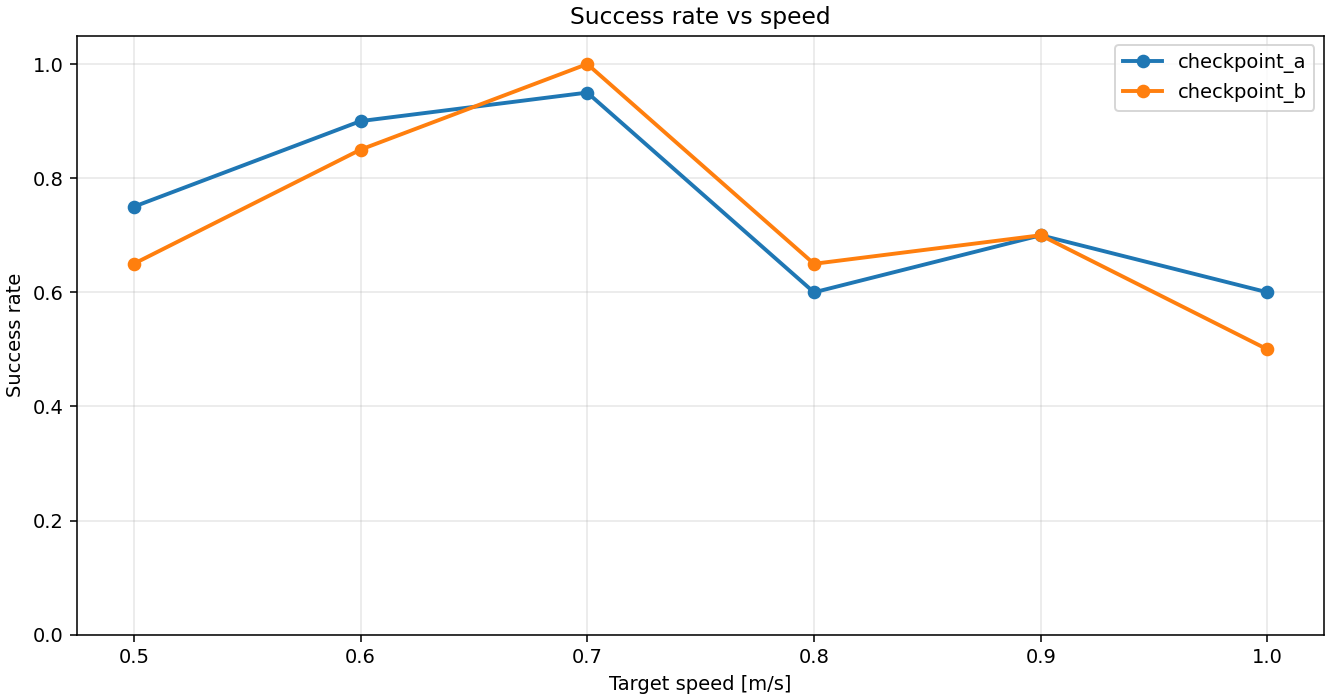 Success rate vs speed
checkpoint_a
checkpoint_b
Success rate
1.0
0.8
0.6
0.4
0.2
0.0
0.5 0.6 0.7 0.8 0.9 1.0
Target speed [m/s]